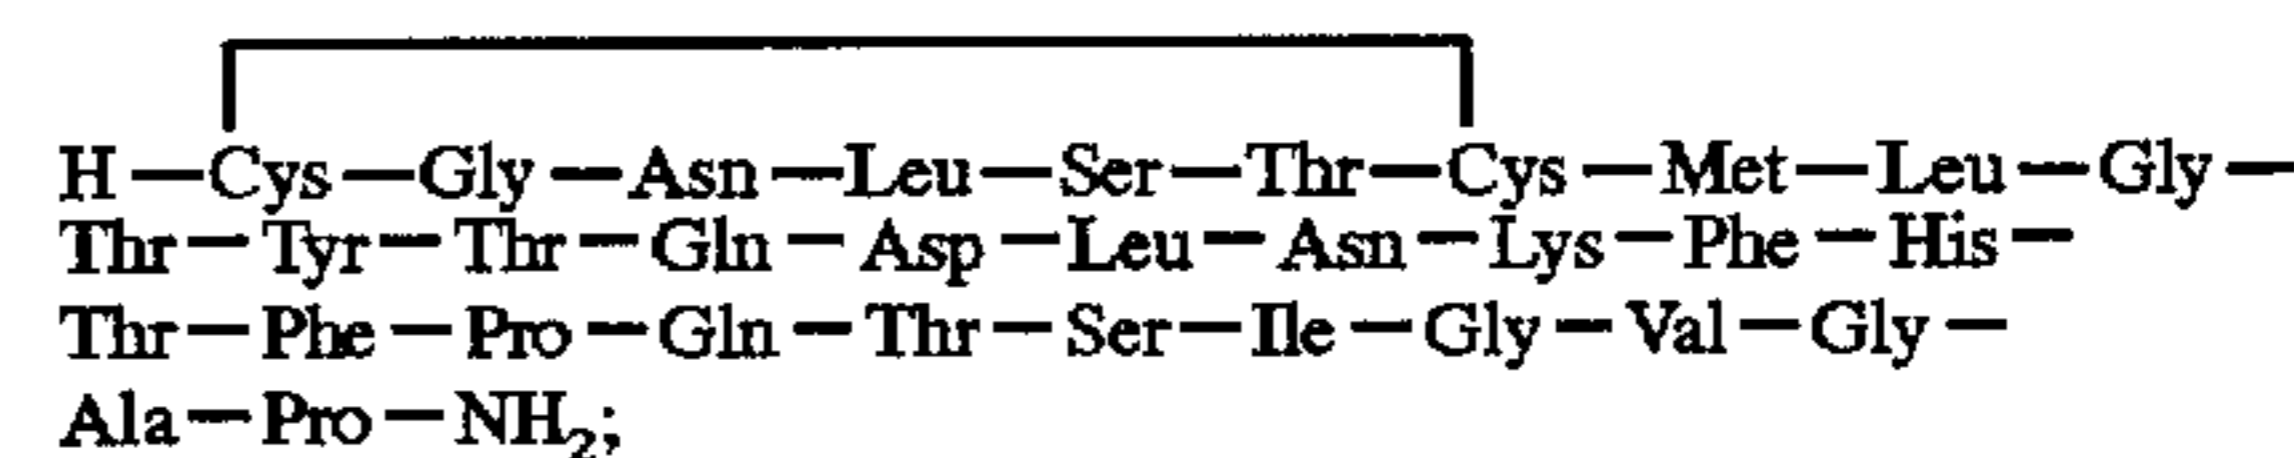 H—Cys—Gly—Asn—Leu—Ser—Thr—Cys—Met—Leu—Gly—
Thr—Tyr—Thr—Gln—Asp—Leu—Asn—Lys—Phe—His—
Thr—Phe—Pro—Gln—Thr—Ser—Ile—Gly—Val—Gly—
Ala—Pro—NH₂;